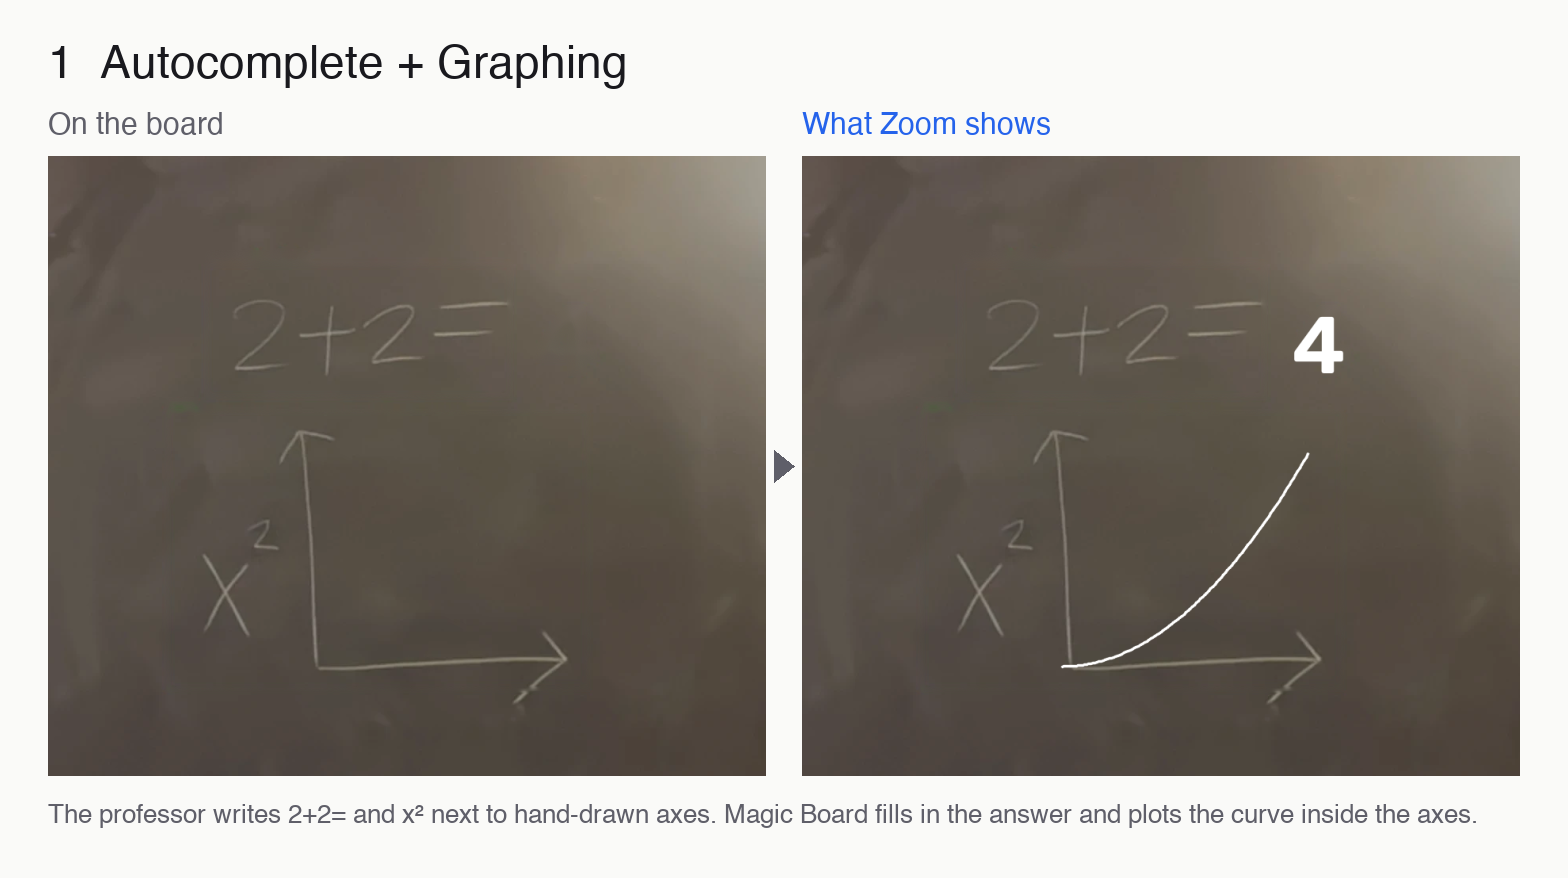 1 Autocomplete + Graphing
On the board
What Zoom shows
2+2=
x²
2+2= 4
x²
The professor writes 2+2= and x² next to hand-drawn axes. Magic Board fills in the answer and plots the curve inside the axes.